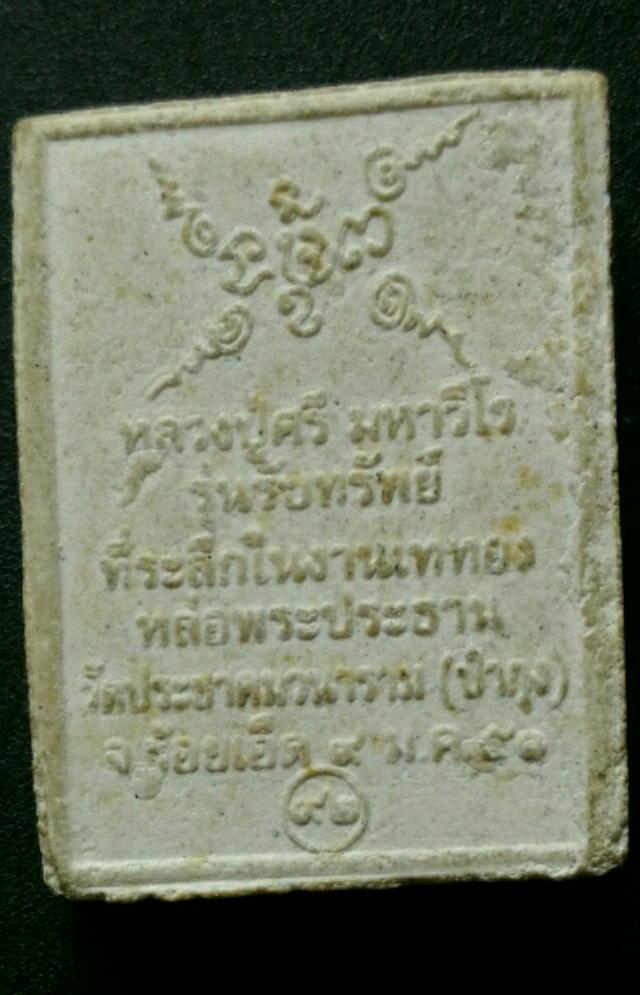 หลวงปู่ศรี มหาวีโร
รุ่นรับทรัพย์
ที่ระลึกในงานเททอง
หล่อพระประธาน
วัดประชาคมวนาราม (ป่ากุง)
จ.ร้อยเอ็ด ๙ ม.ค.๕๑
๙๑